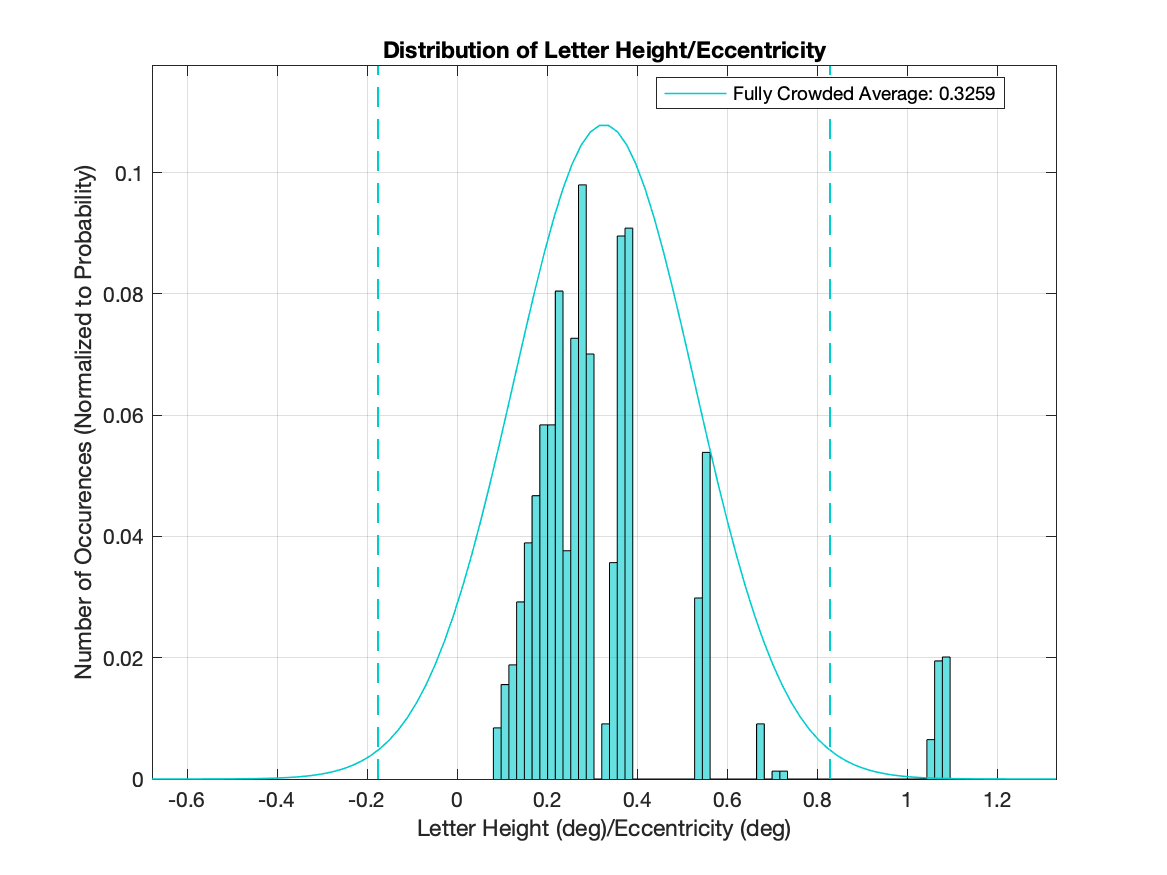 Distribution of Letter Height/Eccentricity
Fully Crowded Average: 0.3259
Number of Occurences (Normalized to Probability)
0.1
0.08
0.06
0.04
0.02
0
-0.6 -0.4 -0.2 0 0.2 0.4 0.6 0.8 1 1.2
Letter Height (deg)/Eccentricity (deg)